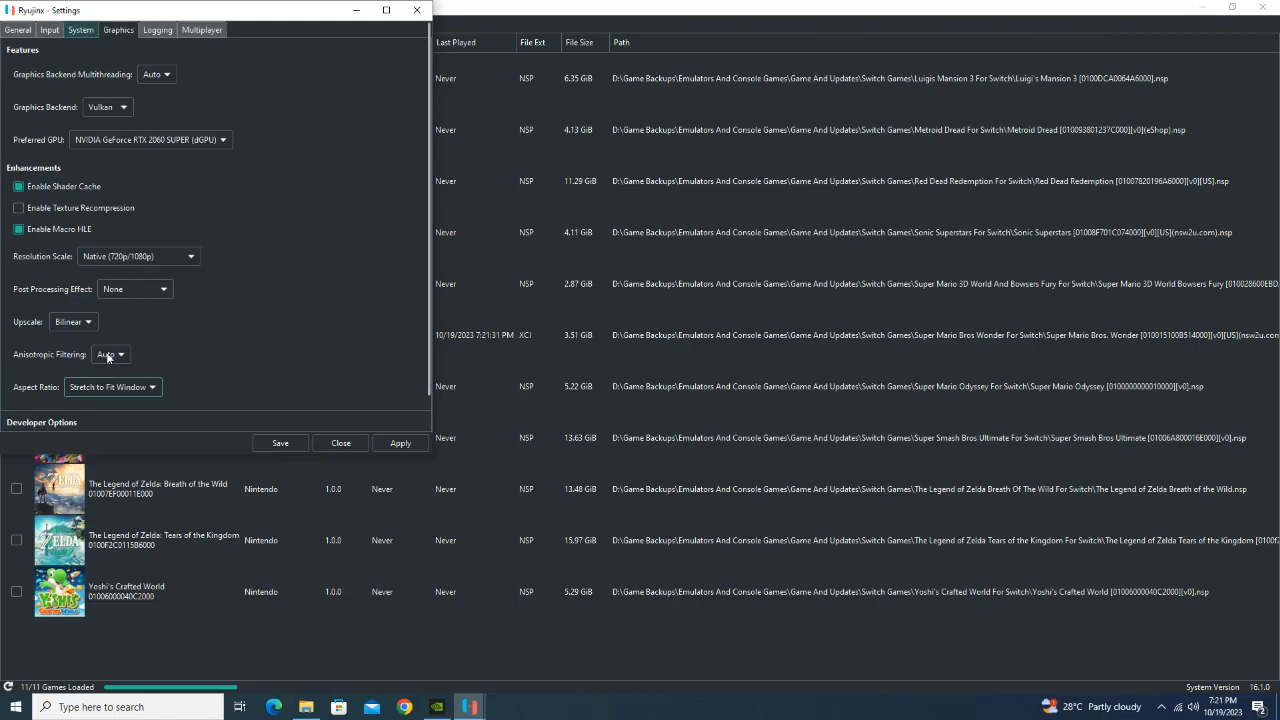 Ryujinx - Settings
General Input System Graphics Logging Multiplayer
Features
Graphics Backend Multithreading: Auto
Graphics Backend: Vulkan
Preferred GPU: NVIDIA GeForce RTX 2060 SUPER (dGPU)
Enhancements
Enable Shader Cache
Enable Texture Recompression
Enable Macro HLE
Resolution Scale: Native (720p/1080p)
Post Processing Effect: None
Upscale: Bilinear
Anisotropic Filtering: Auto
Aspect Ratio: Stretch to Fit Window
Developer Options
Save Close Apply
Last Played File Ext File Size Path
Never NSP 6.35 GiB D:\Game Backups\Emulators And Console Games\Game And Updates\Switch Games\Luigis Mansion 3 For Switch\Luigi's Mansion 3 [0100DCA0064A6000].nsp
Never NSP 4.13 GiB D:\Game Backups\Emulators And Console Games\Game And Updates\Switch Games\Metroid Dread For Switch\Metroid Dread [010093801237C000][v0](eShop).nsp
Never NSP 11.29 GiB D:\Game Backups\Emulators And Console Games\Game And Updates\Switch Games\Red Dead Redemption For Switch\Red Dead Redemption [01007820196A6000][v0][US].nsp
Never NSP 4.11 GiB D:\Game Backups\Emulators And Console Games\Game And Updates\Switch Games\Sonic Superstars For Switch\Sonic Superstars [01008F701C074000][v0][US](nsw2u.com).nsp
Never NSP 2.87 GiB D:\Game Backups\Emulators And Console Games\Game And Updates\Switch Games\Super Mario 3D World And Bowsers Fury For Switch\Super Mario 3D World Bowsers Fury [010028600EBD
10/19/2023 7:21:31 PM XCI 3.51 GiB D:\Game Backups\Emulators And Console Games\Game And Updates\Switch Games\Super Mario Bros Wonder For Switch\Super Mario Bros. Wonder [010015100B514000][v0][US](nsw2u.com
Never NSP 5.22 GiB D:\Game Backups\Emulators And Console Games\Game And Updates\Switch Games\Super Mario Odyssey For Switch\Super Mario Odyssey [0100000000010000][v0].nsp
Never NSP 13.63 GiB D:\Game Backups\Emulators And Console Games\Game And Updates\Switch Games\Super Smash Bros Ultimate For Switch\Super Smash Bros Ultimate [01006A800016E000][v0].nsp
The Legend of Zelda: Breath of the Wild
01007EF00011E000
Nintendo 1.0.0 Never Never NSP 13.48 GiB D:\Game Backups\Emulators And Console Games\Game And Updates\Switch Games\The Legend of Zelda Breath Of The Wild For Switch\The Legend of Zelda Breath of the Wild.nsp
The Legend of Zelda: Tears of the Kingdom
0100F2C0115B6000
Nintendo 1.0.0 Never Never NSP 15.97 GiB D:\Game Backups\Emulators And Console Games\Game And Updates\Switch Games\The Legend of Zelda Tears of the Kingdom For Switch\The Legend of Zelda Tears of the Kingdom [0100f2
Yoshi's Crafted World
01006000040C2000
Nintendo 1.0.0 Never Never NSP 5.29 GiB D:\Game Backups\Emulators And Console Games\Game And Updates\Switch Games\Yoshi's Crafted World For Switch\Yoshi's Crafted World [01006000040C2000][v0].nsp
11/11 Games Loaded
System Version 16.1.0
Type here to search
28°C Partly cloudy
7:21 PM
10/19/2023
2